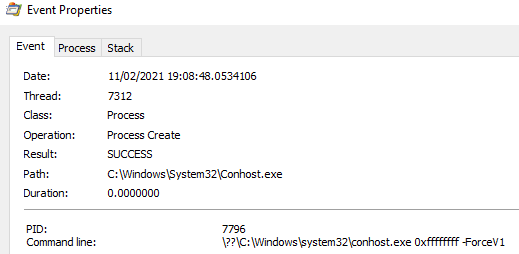 Event Properties
Event Process Stack
Date: 11/02/2021 19:08:48.0534106
Thread: 7312
Class: Process
Operation: Process Create
Result: SUCCESS
Path: C:\Windows\System32\Conhost.exe
Duration: 0.0000000
PID: 7796
Command line: \??\C:\Windows\system32\conhost.exe 0xffffffff -ForceV1